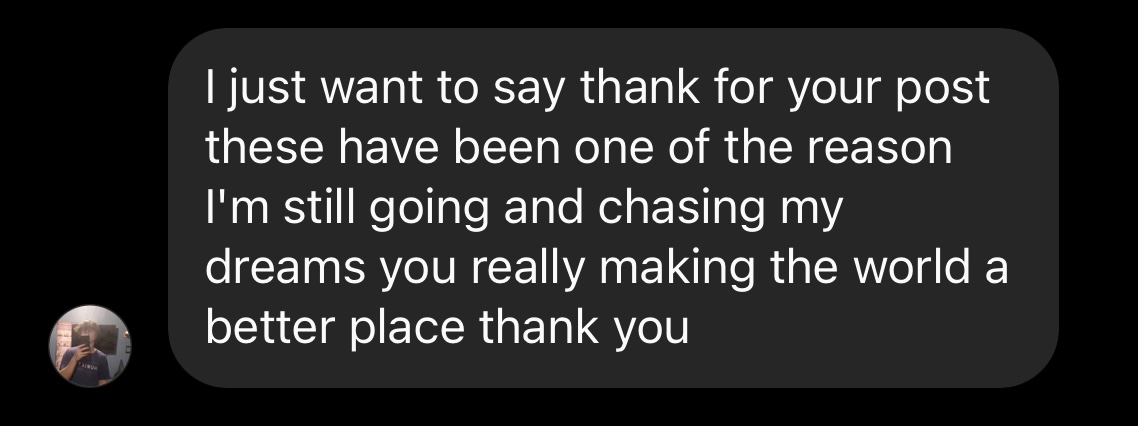 I just want to say thank for your post
these have been one of the reason
I'm still going and chasing my
dreams you really making the world a
better place thank you